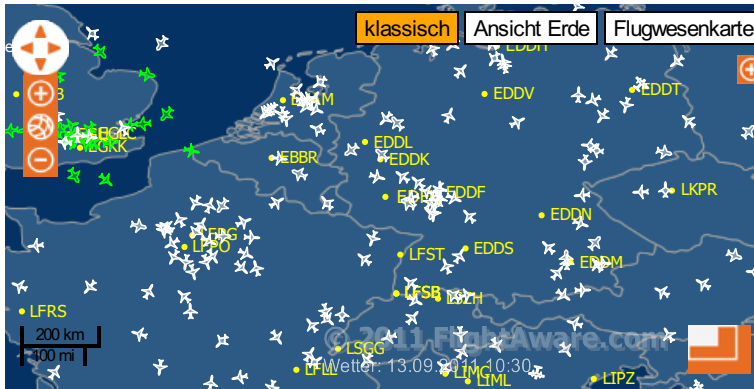 klassisch
Ansicht Erde
Flugwesenkarte
EDDH
EDDV
EDDT
EDDL
EBBR
EDDK
EGKK
EDDF
LKPR
LFPG
LFPO
EDDN
LFST
EDDS
EDDM
LFSB
LSZH
LFRS
200 km
100 mi
© 2011 FlightAware.com
LSGG
Wetter: 13.09.2011 10:30
LFLL
LIMC
LIML
LIPZ